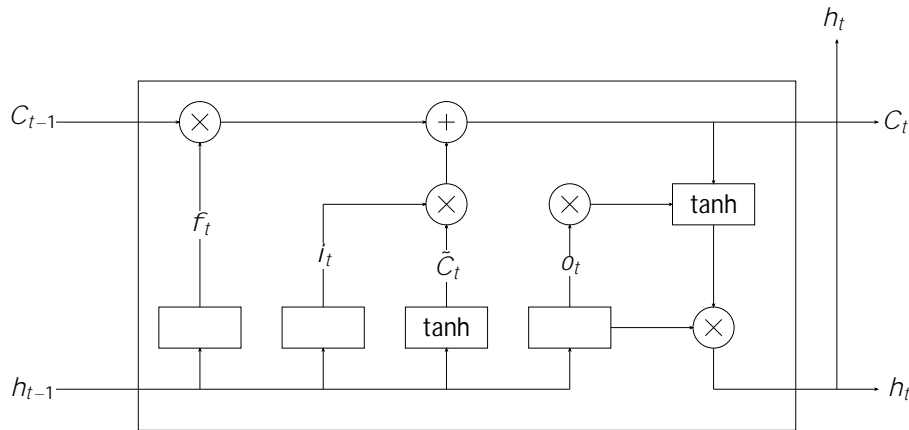 h_t
C_{t−1} × + C_t
f_t × × tanh
i_t C̃_t o_t
tanh ×
h_{t−1} h_t